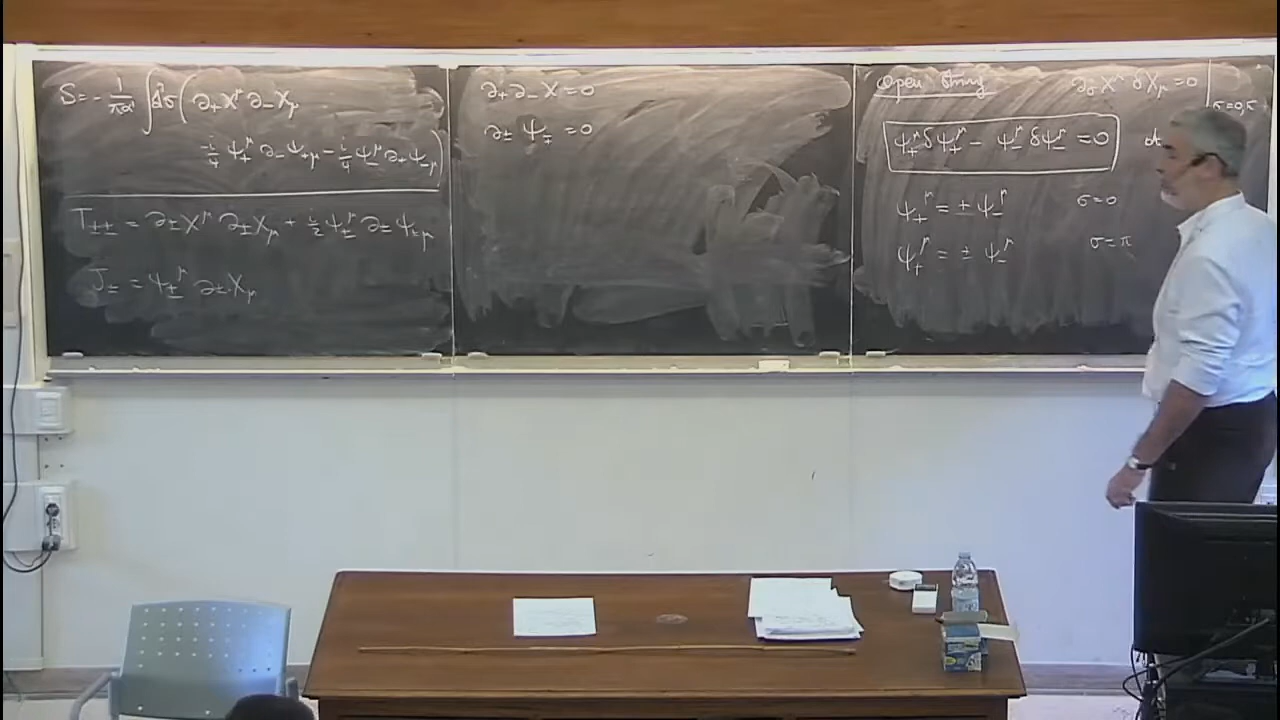 S = - 1/πα' ∫d²σ ( ∂₊X^μ ∂₋X_μ
- i/4 ψ₊^μ ∂₋ψ₊μ - i/4 ψ₋^μ ∂₊ψ₋μ )
T±± = ∂±X^μ ∂±X_μ + i/2 ψ±^μ ∂±ψ±μ
J± = ψ±^μ ∂±X_μ
∂₊∂₋X = 0
∂± ψ∓ = 0
open string
∂_σ X^μ δX_μ = 0 |σ=0,π
ψ₊^μ δψ₊^μ - ψ₋^μ δψ₋^μ = 0
ψ₊^μ = ± ψ₋^μ σ=0
ψ₊^μ = ± ψ₋^μ σ=π